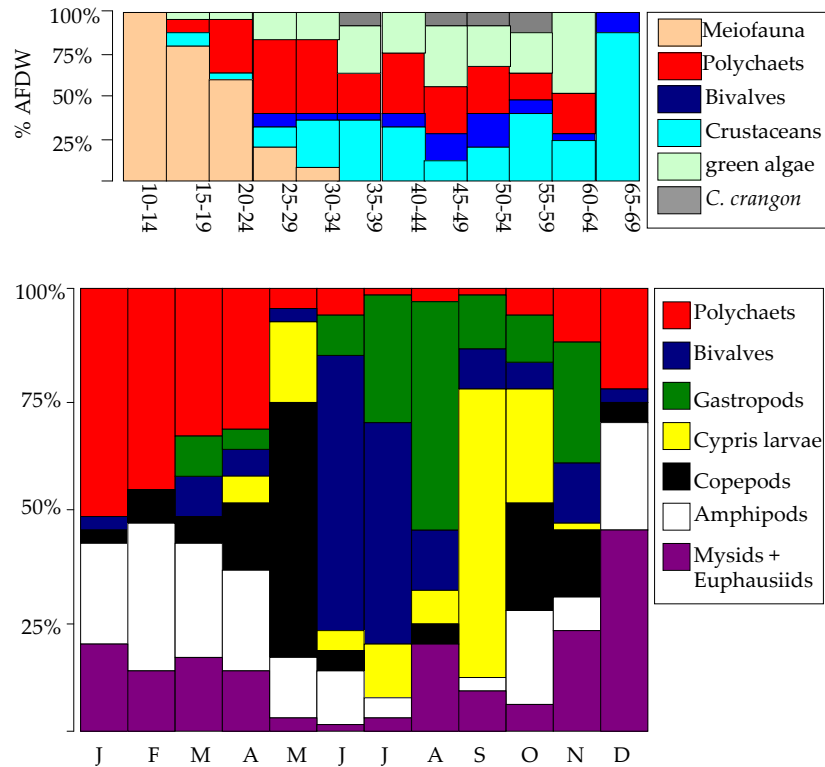 100%
75%
50%
25%
% AFDW
10-14
15-19
20-24
25-29
30-34
35-39
40-44
45-49
50-54
55-59
60-64
65-69
Meiofauna
Polychaets
Bivalves
Crustaceans
green algae
C. crangon
100%
75%
50%
25%
J F M A M J J A S O N D
Polychaets
Bivalves
Gastropods
Cypris larvae
Copepods
Amphipods
Mysids +
Euphausiids